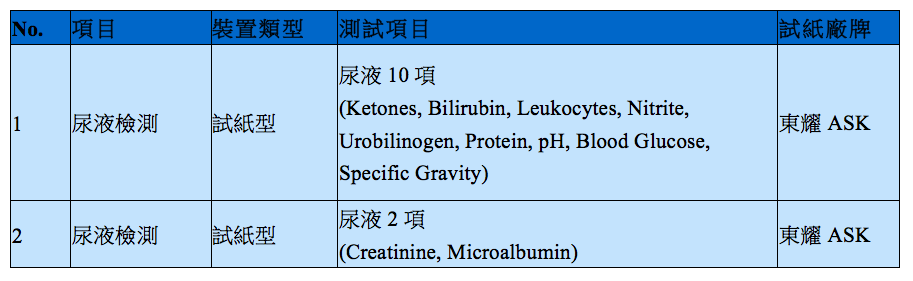 No. 項目 裝置類型 測試項目 試紙廠牌
1 尿液檢測 試紙型 尿液 10 項 東耀 ASK
(Ketones, Bilirubin, Leukocytes, Nitrite,
Urobilinogen, Protein, pH, Blood Glucose,
Specific Gravity)
2 尿液檢測 試紙型 尿液 2 項 東耀 ASK
(Creatinine, Microalbumin)